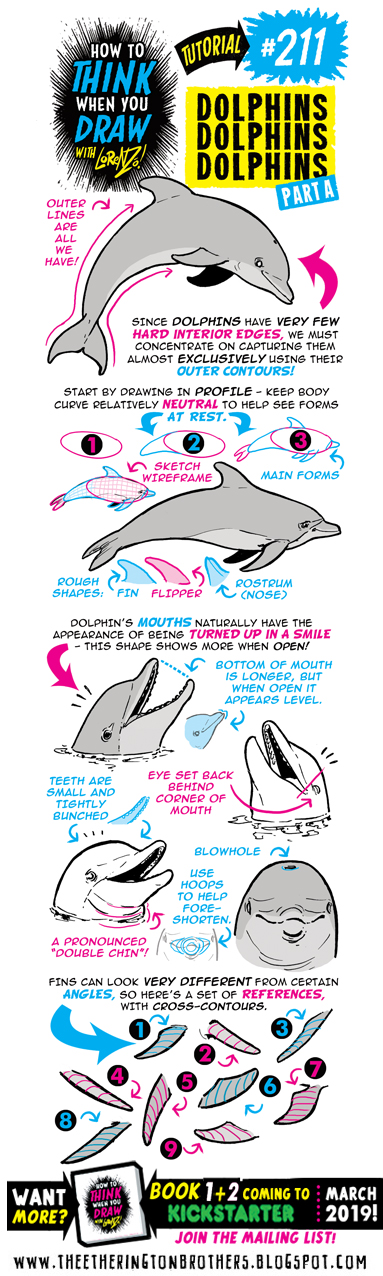 HOW TO
THINK
WHEN YOU
DRAW
WITH LORENZO!
TUTORIAL
#211
DOLPHINS
DOLPHINS
DOLPHINS
PART A
OUTER
LINES
ARE
ALL
WE
HAVE!
SINCE DOLPHINS HAVE VERY FEW
HARD INTERIOR EDGES, WE MUST
CONCENTRATE ON CAPTURING THEM
ALMOST EXCLUSIVELY USING THEIR
OUTER CONTOURS!
START BY DRAWING IN PROFILE - KEEP BODY
CURVE RELATIVELY NEUTRAL TO HELP SEE FORMS
AT REST.
1
2
3
SKETCH
WIREFRAME
MAIN FORMS
ROUGH
SHAPES:
FIN
FLIPPER
ROSTRUM
(NOSE)
DOLPHIN'S MOUTHS NATURALLY HAVE THE
APPEARANCE OF BEING TURNED UP IN A SMILE
- THIS SHAPE SHOWS MORE WHEN OPEN!
BOTTOM OF MOUTH
IS LONGER, BUT
WHEN OPEN IT
APPEARS LEVEL.
TEETH ARE
SMALL AND
TIGHTLY
BUNCHED
EYE SET BACK
BEHIND
CORNER OF
MOUTH
BLOWHOLE
USE
HOOPS
TO HELP
FORE-
SHORTEN.
A PRONOUNCED
"DOUBLE CHIN"!
FINS CAN LOOK VERY DIFFERENT FROM CERTAIN
ANGLES, SO HERE'S A SET OF REFERENCES,
WITH CROSS-CONTOURS.
1
2
3
4
5
6
7
8
9
WANT
MORE?
HOW TO
THINK
WHEN YOU
DRAW
WITH LORENZO!
BOOK 1+2 COMING TO
KICKSTARTER
MARCH
2019!
JOIN THE MAILING LIST!
WWW.THEETHERINGTONBROTHERS.BLOGSPOT.COM